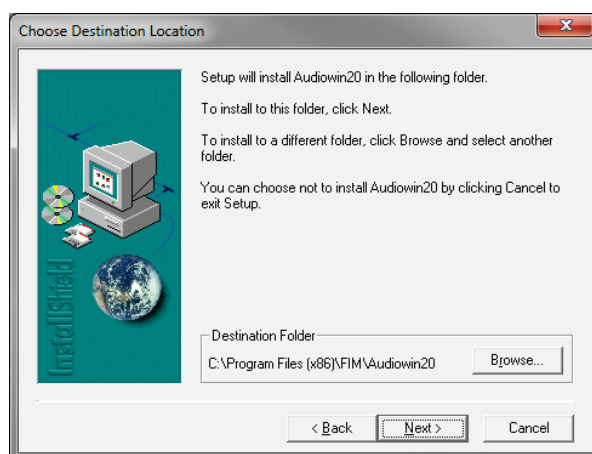 Choose Destination Location
Setup will install Audiowin20 in the following folder.
To install to this folder, click Next.
To install to a different folder, click Browse and select another
folder.
You can choose not to install Audiowin20 by clicking Cancel to
exit Setup.
InstallShield
Destination Folder
C:\Program Files (x86)\FIM\Audiowin20
Browse...
< Back
Next >
Cancel